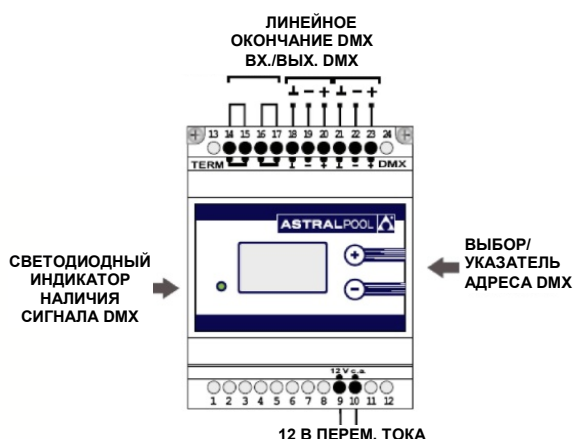 ЛИНЕЙНОЕ
ОКОНЧАНИЕ DMX
ВХ./ВЫХ. DMX
⊥ – + ⊥ – +
13 14 15 16 17 18 19 20 21 22 23 24
TERM ⊥ – + ⊥ – + DMX
ASTRALPOOL
+
–
СВЕТОДИОДНЫЙ
ИНДИКАТОР
НАЛИЧИЯ
СИГНАЛА DMX
ВЫБОР/
УКАЗАТЕЛЬ
АДРЕСА DMX
12 V c.a.
1 2 3 4 5 6 7 8 9 10 11 12
12 В ПЕРЕМ. ТОКА